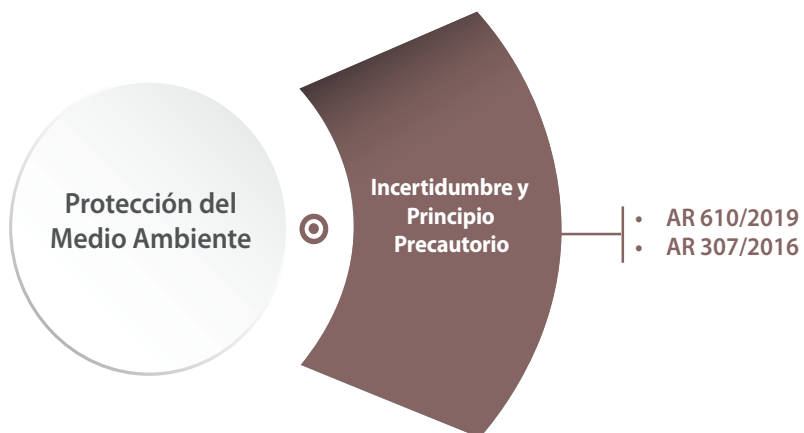 Protección del
Medio Ambiente
Incertidumbre y
Principio
Precautorio
• AR 610/2019
• AR 307/2016